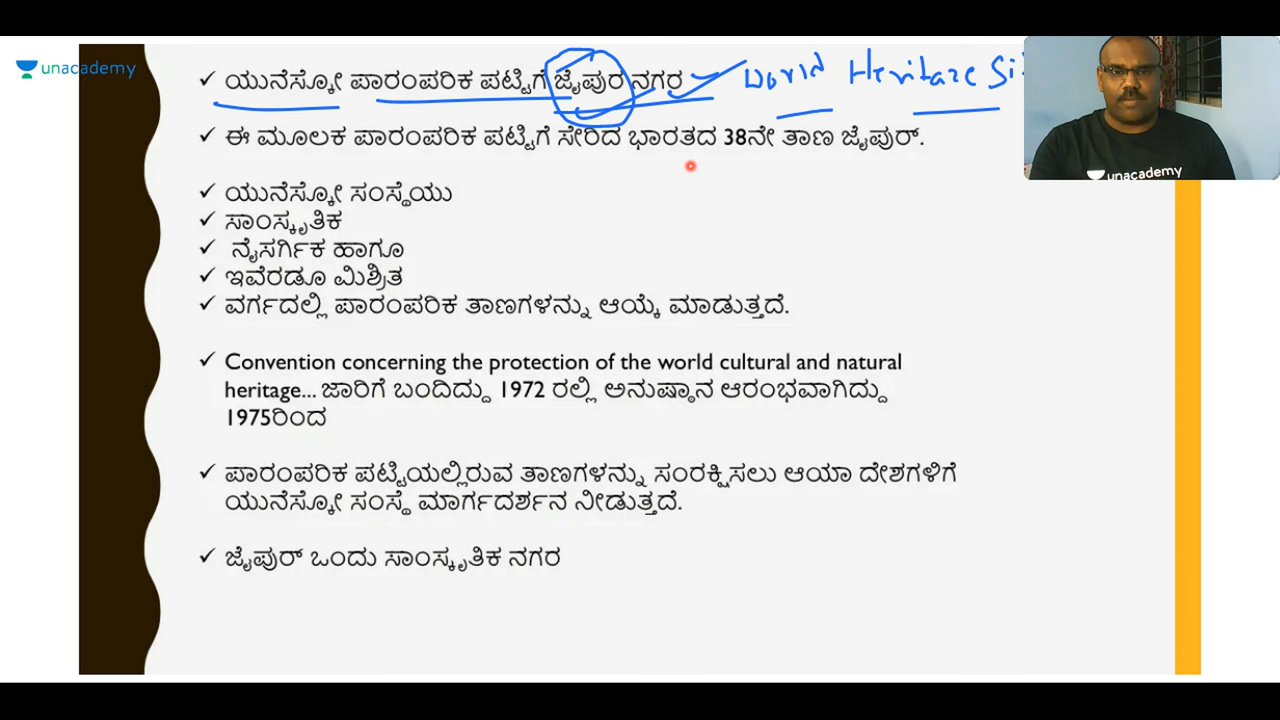 unacademy
✓ ಯುನೆಸ್ಕೋ ಪಾರಂಪರಿಕ ಪಟ್ಟಿಗೆ ಜೈಪುರ ನಗರ World Heritage Si
✓ ಈ ಮೂಲಕ ಪಾರಂಪರಿಕ ಪಟ್ಟಿಗೆ ಸೇರಿದ ಭಾರತದ 38ನೇ ತಾಣ ಜೈಪುರ್.
unacademy
✓ ಯುನೆಸ್ಕೋ ಸಂಸ್ಥೆಯು
✓ ಸಾಂಸ್ಕೃತಿಕ
✓ ನೈಸರ್ಗಿಕ ಹಾಗೂ
✓ ಇವೆರಡೂ ಮಿಶ್ರಿತ
✓ ವರ್ಗದಲ್ಲಿ ಪಾರಂಪರಿಕ ತಾಣಗಳನ್ನು ಆಯ್ಕೆ ಮಾಡುತ್ತದೆ.
✓ Convention concerning the protection of the world cultural and natural
heritage... ಜಾರಿಗೆ ಬಂದಿದ್ದು 1972 ರಲ್ಲಿ ಅನುಷ್ಠಾನ ಆರಂಭವಾಗಿದ್ದು
1975ರಿಂದ
✓ ಪಾರಂಪರಿಕ ಪಟ್ಟಿಯಲ್ಲಿರುವ ತಾಣಗಳನ್ನು ಸಂರಕ್ಷಿಸಲು ಆಯಾ ದೇಶಗಳಿಗೆ
ಯುನೆಸ್ಕೋ ಸಂಸ್ಥೆ ಮಾರ್ಗದರ್ಶನ ನೀಡುತ್ತದೆ.
✓ ಜೈಪುರ್ ಒಂದು ಸಾಂಸ್ಕೃತಿಕ ನಗರ